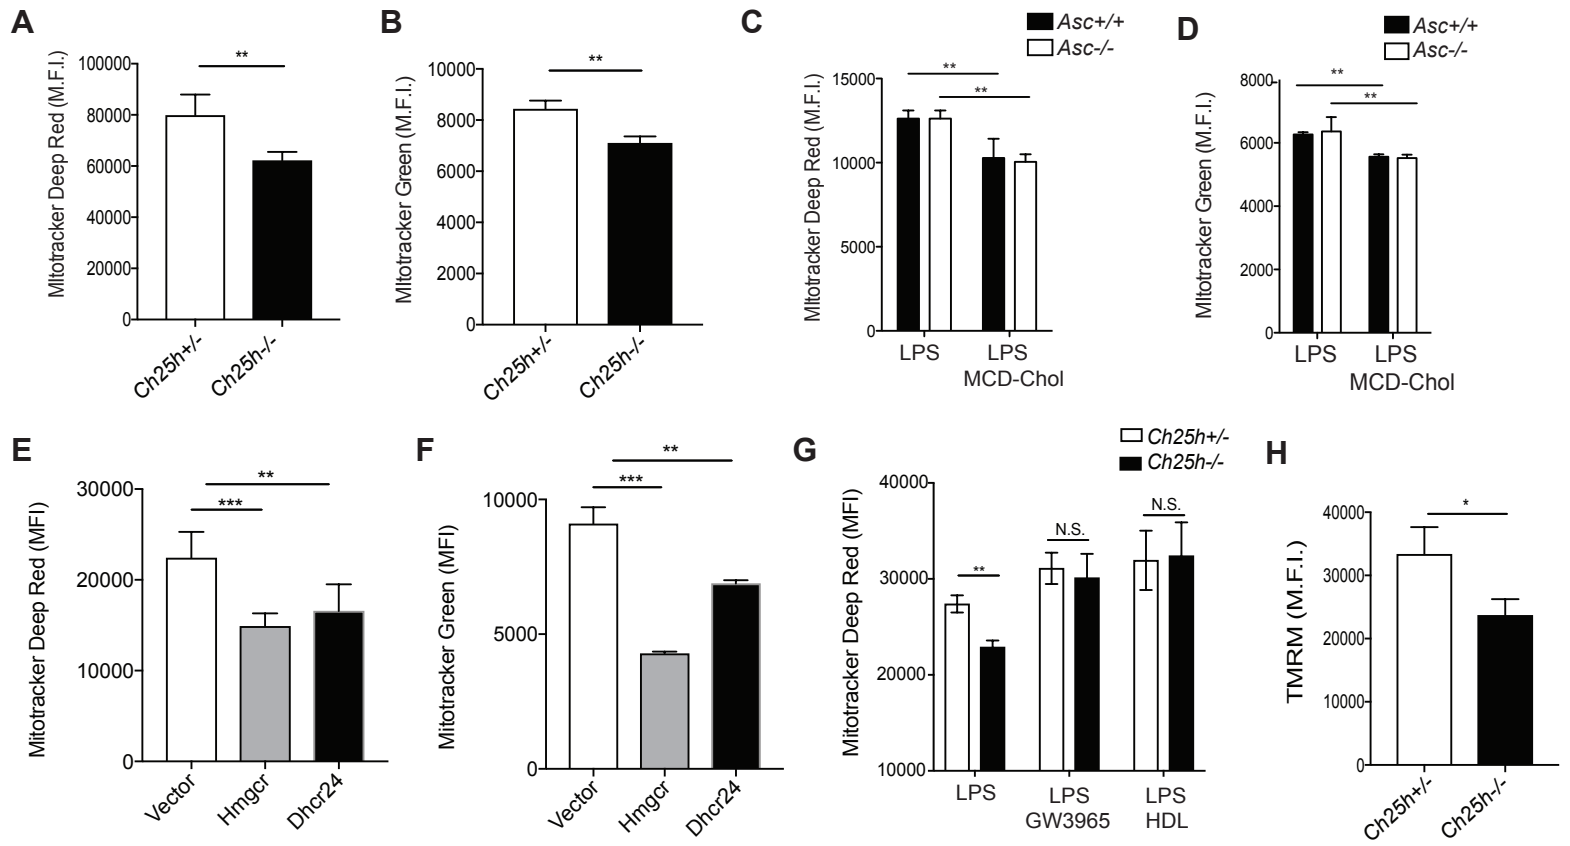 A
MItotracker Deep Red (M.F.I.)
100000
80000
60000
40000
20000
0
**
Ch25h+/-
Ch25h-/-
B
MItotracker Green (M.F.I.)
10000
8000
6000
4000
2000
0
**
Ch25h+/-
Ch25h-/-
C
Asc+/+
Asc-/-
MItotracker Deep Red (M.F.I.)
15000
10000
5000
0
**
**
LPS
LPS
MCD-Chol
D
Asc+/+
Asc-/-
MItotracker Green (M.F.I.)
8000
6000
4000
2000
0
**
**
LPS
LPS
MCD-Chol
E
Mitotracker Deep Red (MFI)
30000
20000
10000
0
**
***
Vector
Hmgcr
Dhcr24
F
Mitotracker Green (MFI)
10000
5000
0
**
***
Vector
Hmgcr
Dhcr24
G
Ch25h+/-
Ch25h-/-
Mitotracker Deep Red (MFI)
40000
30000
20000
10000
**
N.S.
N.S.
LPS
LPS
GW3965
LPS
HDL
H
TMRM (M.F.I.)
40000
30000
20000
10000
0
*
Ch25h+/-
Ch25h-/-